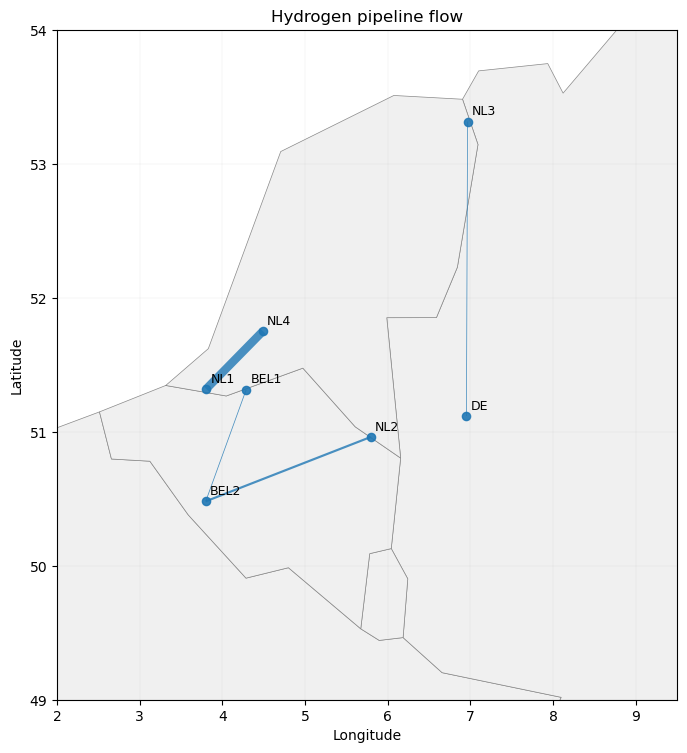 Hydrogen pipeline flow
54
53
52
51
50
49
Latitude
NL3
NL4
NL1
BEL1
DE
NL2
BEL2
2 3 4 5 6 7 8 9
Longitude